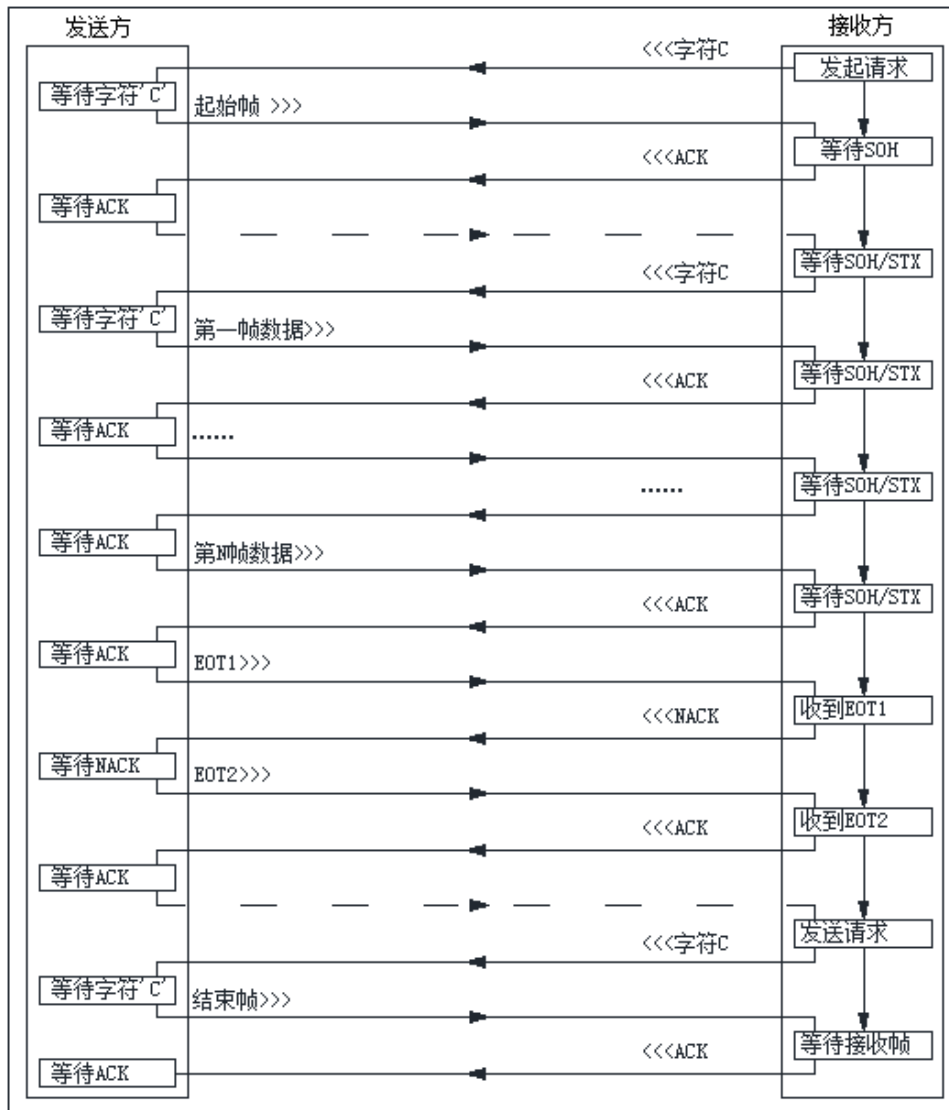 发送方
接收方
<<<字符C
发起请求
等待字符'C'
起始帧 >>>
等待SOH
<<<ACK
等待ACK
等待SOH/STX
<<<字符C
等待字符'C'
第一帧数据>>>
等待SOH/STX
<<<ACK
等待ACK
......
等待SOH/STX
......
等待ACK
第N帧数据>>>
等待SOH/STX
<<<ACK
等待ACK
EOT1>>>
收到EOT1
<<<NACK
等待NACK
EOT2>>>
收到EOT2
<<<ACK
等待ACK
发送请求
<<<字符C
等待字符'C'
结束帧>>>
等待接收帧
<<<ACK
等待ACK